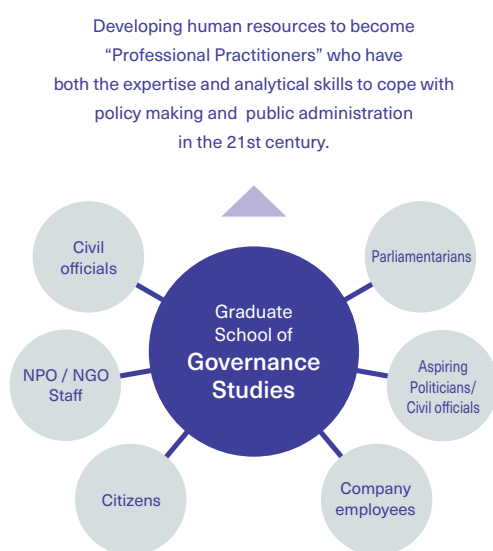 Developing human resources to become
“Professional Practitioners” who have
both the expertise and analytical skills to cope with
policy making and public administration
in the 21st century.
Civil
officials
Parliamentarians
Graduate
School of
Governance
Studies
NPO / NGO
Staff
Aspiring
Politicians/
Civil officials
Citizens
Company
employees